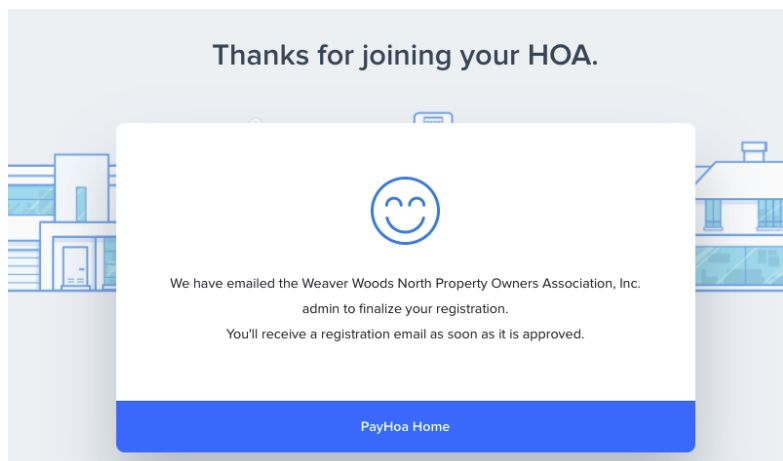 Thanks for joining your HOA.
We have emailed the Weaver Woods North Property Owners Association, Inc.
admin to finalize your registration.
You'll receive a registration email as soon as it is approved.
PayHoa Home